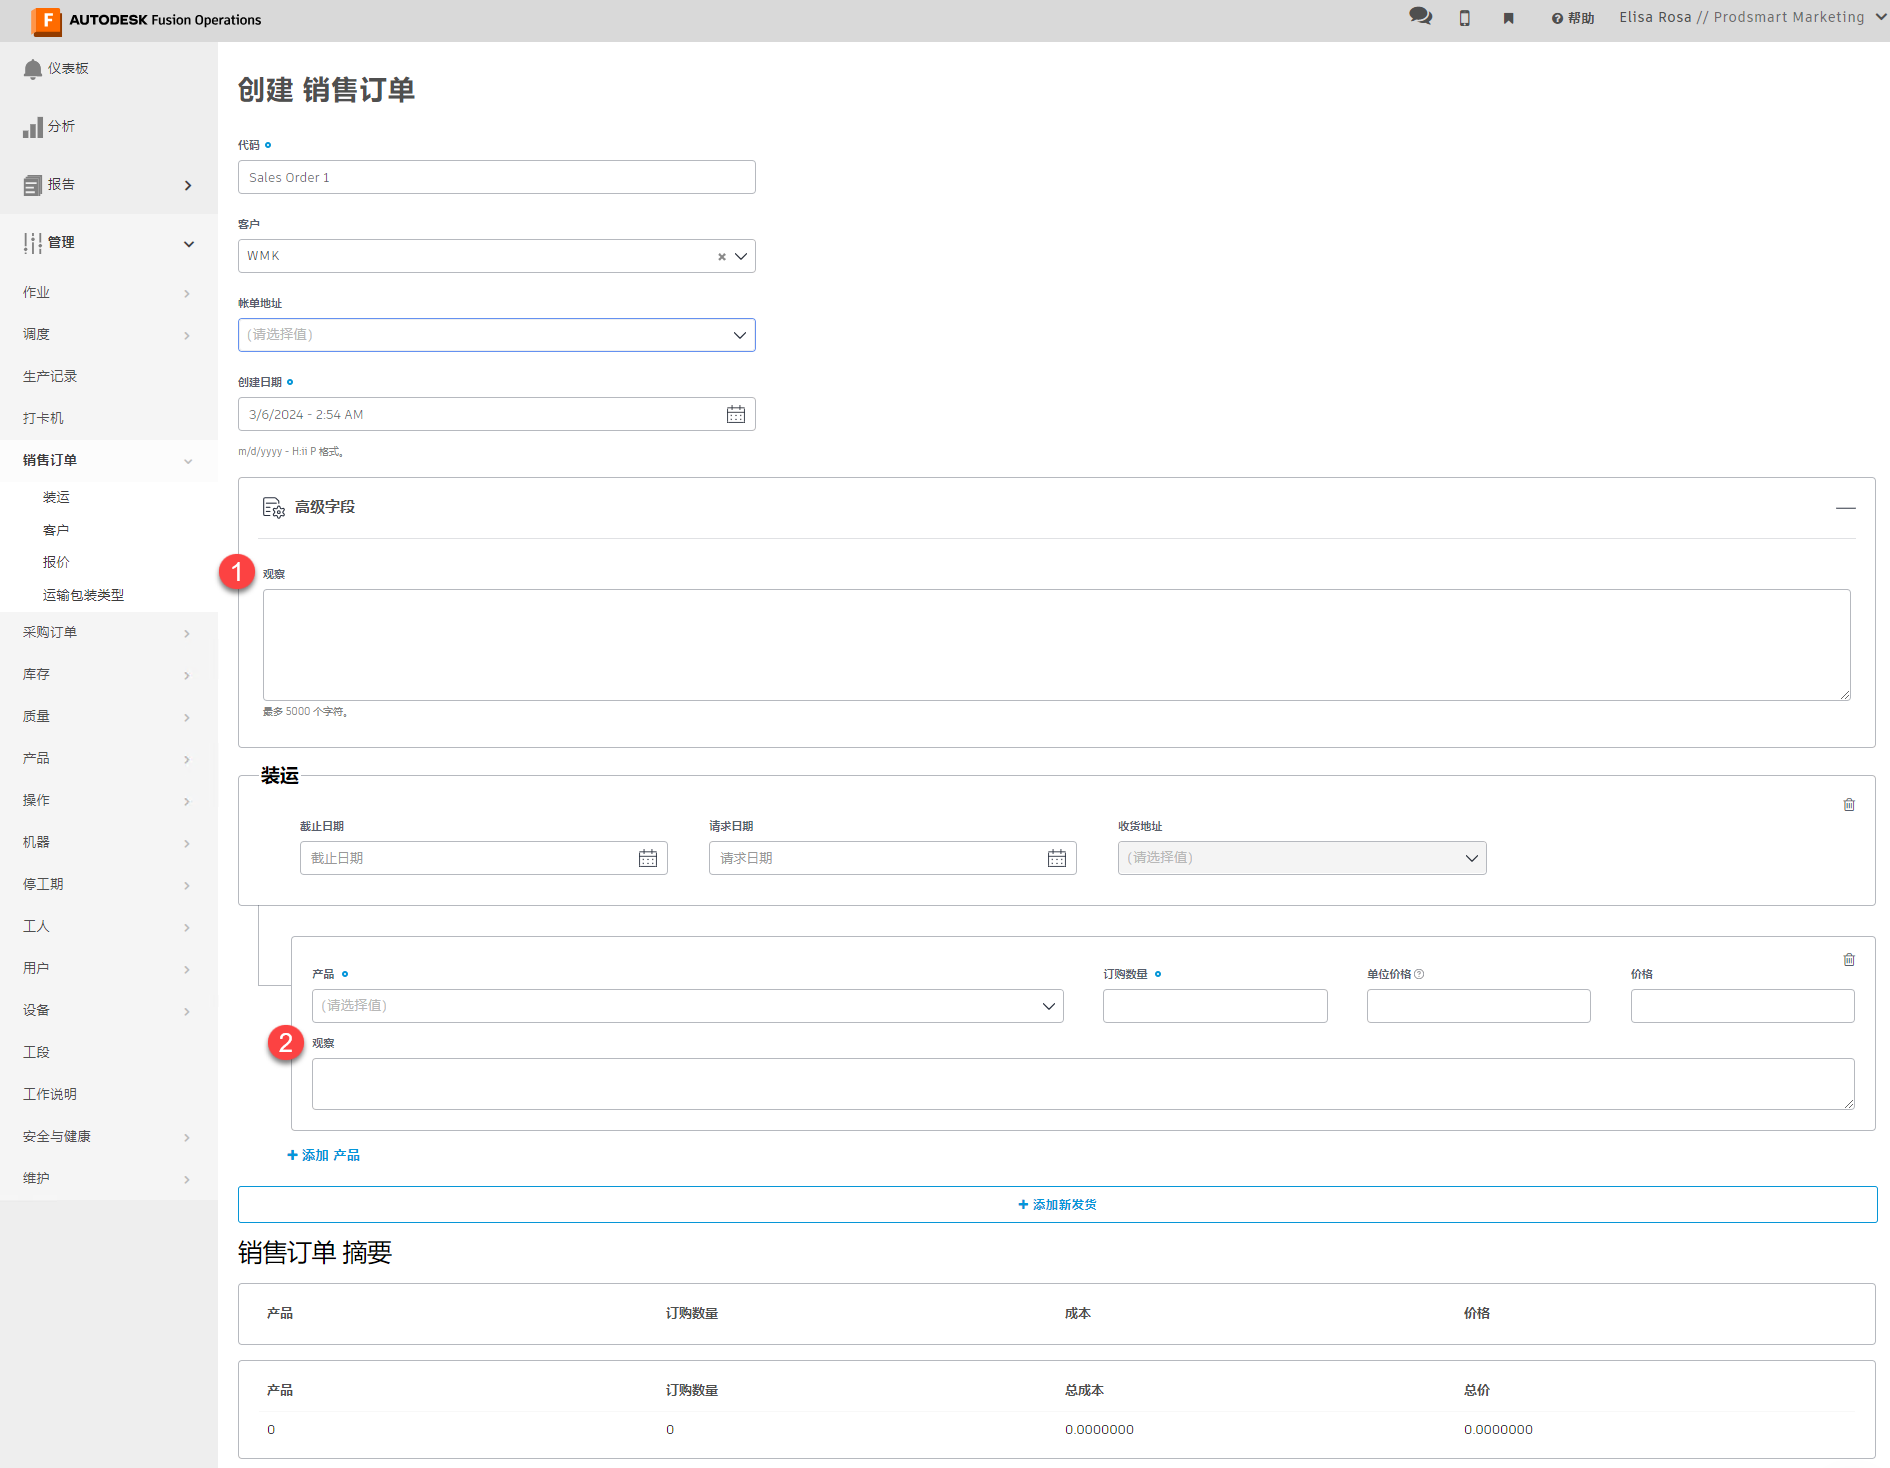 F AUTODESK Fusion Operations
帮助
Elisa Rosa // Prodsmart Marketing
仪表板
分析
报告
管理
作业
调度
生产记录
打卡机
销售订单
装运
客户
报价
运输包装类型
采购订单
库存
质量
产品
操作
机器
停工期
工人
用户
设备
工段
工作说明
安全与健康
维护
创建 销售订单
代码
Sales Order 1
客户
WMK
帐单地址
(请选择值)
创建日期
3/6/2024 - 2:54 AM
m/d/yyyy - H:ii P 格式。
高级字段
1
观察
最多 5000 个字符。
装运
截止日期 请求日期 收货地址
截止日期 请求日期 (请选择值)
产品 订购数量 单位价格 价格
(请选择值)
2
观察
+ 添加 产品
+ 添加新发货
销售订单 摘要
产品 订购数量 成本 价格
产品 订购数量 总成本 总价
0 0 0.0000000 0.0000000